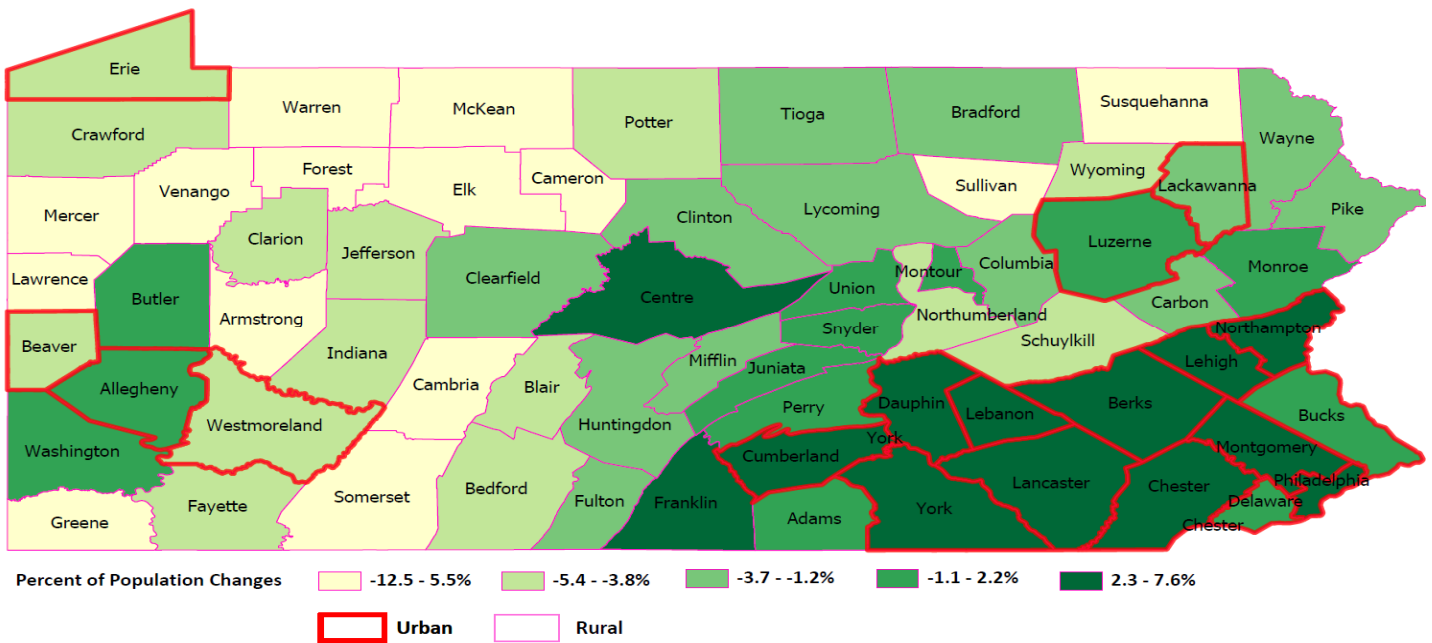 Erie
Warren
McKean
Potter
Tioga
Bradford
Susquehanna
Wayne
Crawford
Forest
Venango
Elk
Cameron
Sullivan
Wyoming
Lackawanna
Pike
Mercer
Clarion
Jefferson
Clinton
Lycoming
Luzerne
Lawrence
Butler
Clearfield
Centre
Union
Montour
Columbia
Monroe
Carbon
Armstrong
Snyder
Northumberland
Northampton
Beaver
Indiana
Schuylkill
Lehigh
Allegheny
Cambria
Blair
Mifflin
Juniata
Westmoreland
Huntingdon
Perry
Dauphin
Lebanon
Berks
Bucks
Washington
Cumberland
York
Montgomery
Somerset
Bedford
Fulton
Franklin
Lancaster
Chester
Philadelphia
Delaware
Greene
Fayette
Adams
York
Chester
Percent of Population Changes -12.5 - 5.5% -5.4 - -3.8% -3.7 - -1.2% -1.1 - 2.2% 2.3 - 7.6%
Urban Rural